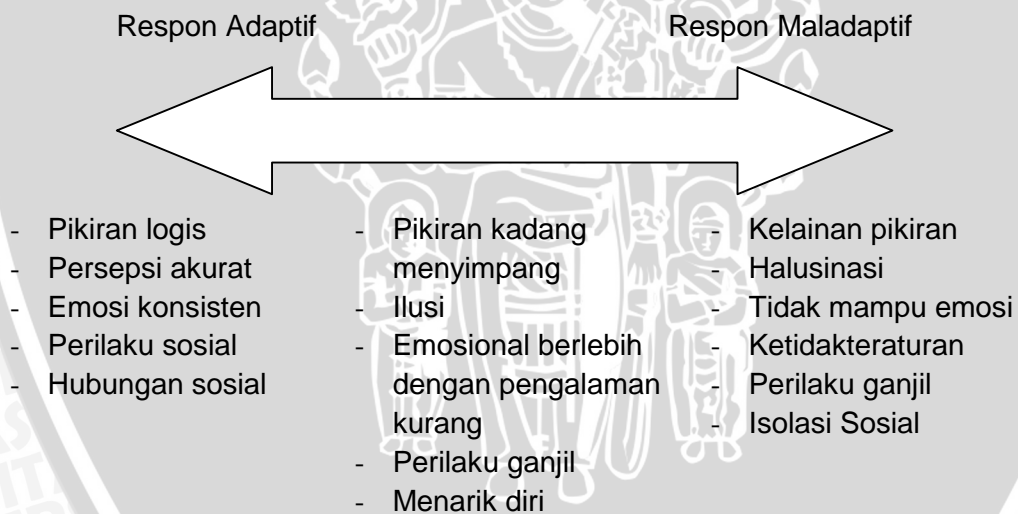 Respon Adaptif
Respon Maladaptif
- Pikiran logis
- Persepsi akurat
- Emosi konsisten
- Perilaku sosial
- Hubungan sosial
- Pikiran kadang
menyimpang
- Ilusi
- Emosional berlebih
dengan pengalaman
kurang
- Perilaku ganjil
- Menarik diri
- Kelainan pikiran
- Halusinasi
- Tidak mampu emosi
- Ketidakteraturan
- Perilaku ganjil
- Isolasi Sosial